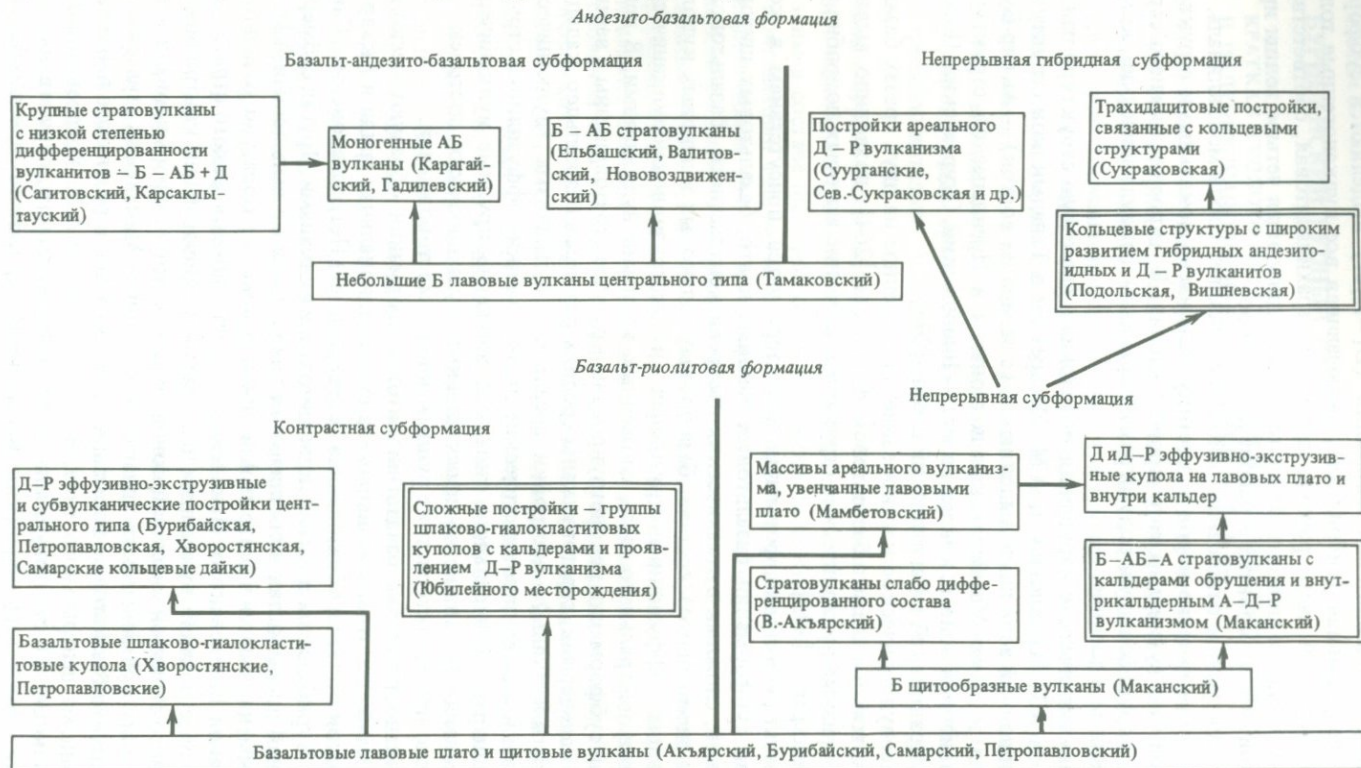 Андезито-базальтовая формация
Базальт-андезито-базальтовая субформация
Непрерывная гибридная субформация
Крупные стратовулканы
с низкой степенью
дифференцированности
вулканитов – Б – АБ + Д
(Сагитовский, Карсаклы-
тауский)
Моногенные АБ
вулканы (Карагай-
ский, Гадилевский)
Б – АБ стратовулканы
(Ельбашский, Валитов-
ский, Нововоздвижен-
ский)
Постройки ареального
Д – Р вулканизма
(Суурганские,
Сев.-Сукраковская и др.)
Трахидацитовые постройки,
связанные с кольцевыми
структурами
(Сукраковская)
Кольцевые структуры с широким
развитием гибридных андезито-
идных и Д – Р вулканитов
(Подольская, Вишневская)
Небольшие Б лавовые вулканы центрального типа (Тамаковский)
Базальт-риолитовая формация
Непрерывная субформация
Контрастная субформация
Д–Р эффузивно-экструзивные
и субвулканические постройки цен-
трального типа (Бурибайская,
Петропавловская, Хворостянская,
Самарские кольцевые дайки)
Сложные постройки – группы
шлаково-гиалокластитовых
куполов с кальдерами и прояв-
лением Д–Р вулканизма
(Юбилейного месторождения)
Массивы ареального вулканиз-
ма, увенчанные лавовыми
плато (Мамбетовский)
Д и Д–Р эффузивно-экструзив-
ные купола на лавовых плато и
внутри кальдер
Стратовулканы слабо диффе-
ренцированного состава
(В.-Акъярский)
Б–АБ–А стратовулканы с
кальдерами обрушения и внут-
рикальдерным А–Д–Р
вулканизмом (Маканский)
Базальтовые шлаково-гиалокласти-
товые купола (Хворостянские,
Петропавловские)
Б щитообразные вулканы (Маканский)
Базальтовые лавовые плато и щитовые вулканы (Акъярский, Бурибайский, Самарский, Петропавловский)